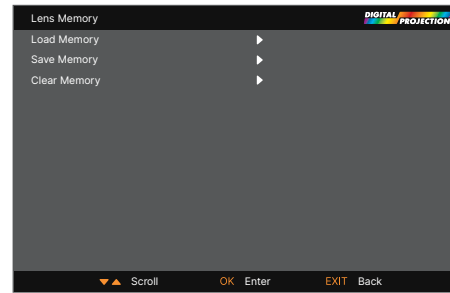 Lens Memory
DIGITAL
PROJECTION
Load Memory
Save Memory
Clear Memory
Scroll OK Enter EXIT Back